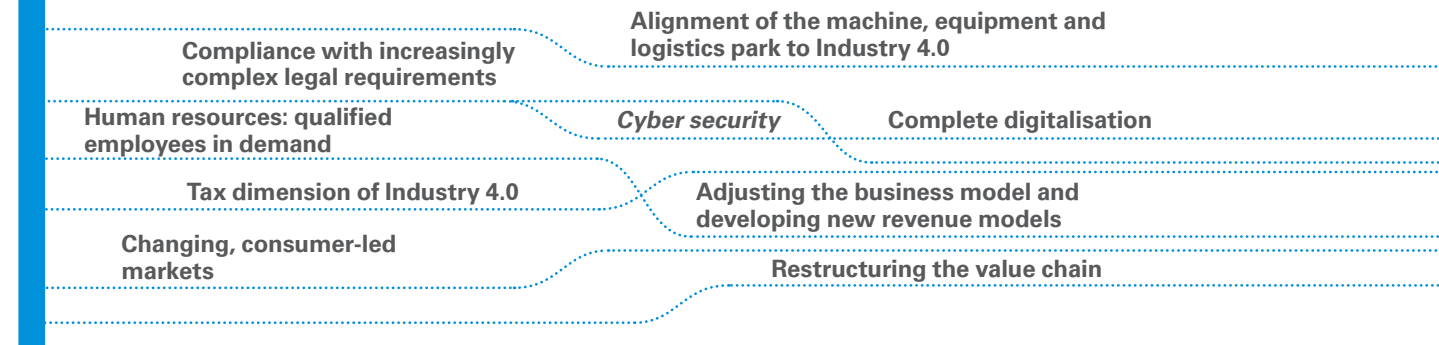 Alignment of the machine, equipment and
logistics park to Industry 4.0
Compliance with increasingly
complex legal requirements
Human resources: qualified
employees in demand
Cyber security
Complete digitalisation
Tax dimension of Industry 4.0
Adjusting the business model and
developing new revenue models
Changing, consumer-led
markets
Restructuring the value chain